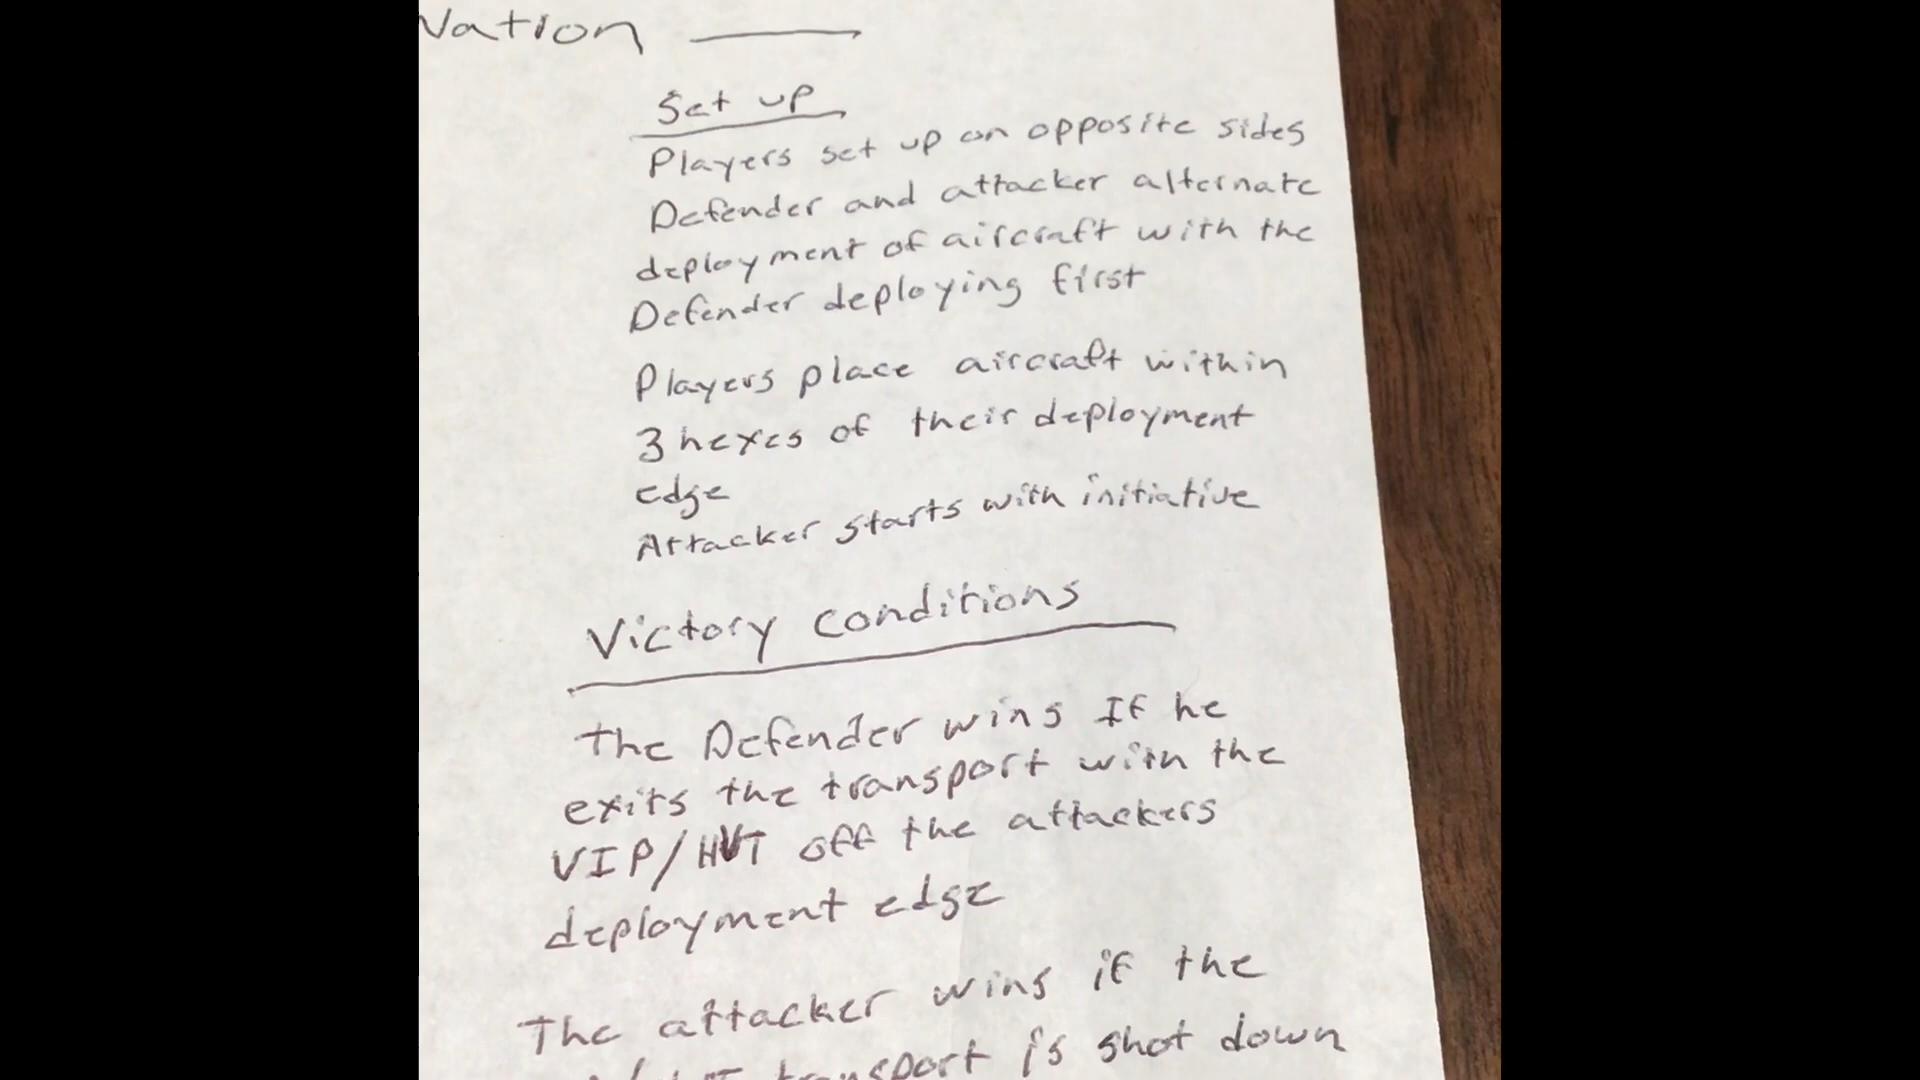 Nation
Set up
Players set up on opposite sides
Defender and attacker alternate
deployment of aircraft with the
Defender deploying first
Players place aircraft within
3 hexes of their deployment
edge
Attacker starts with initiative
Victory conditions
The Defender wins If he
exits the transport with the
VIP/HVT off the attackers
deployment edge
The attacker wins if the
transport is shot down